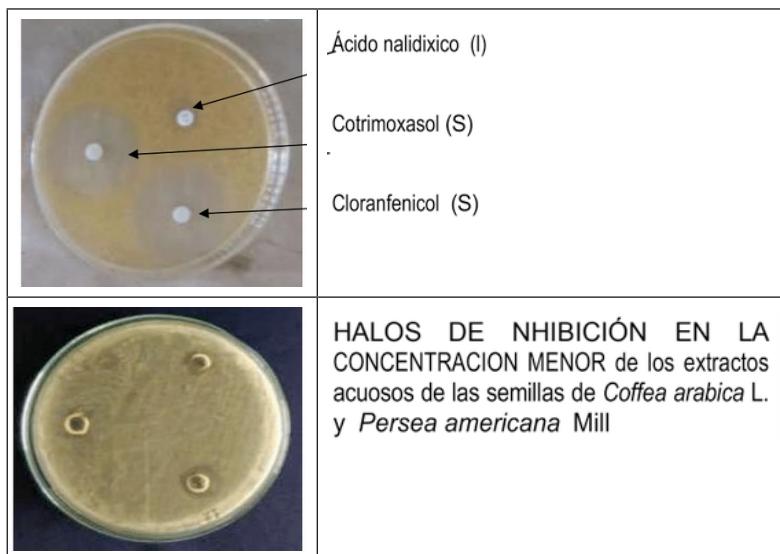 Ácido nalidixico (I)
Cotrimoxasol (S)
Cloranfenicol (S)
HALOS DE NHIBICIÓN EN LA
CONCENTRACION MENOR de los extractos
acuosos de las semillas de Coffea arabica L.
y Persea americana Mill